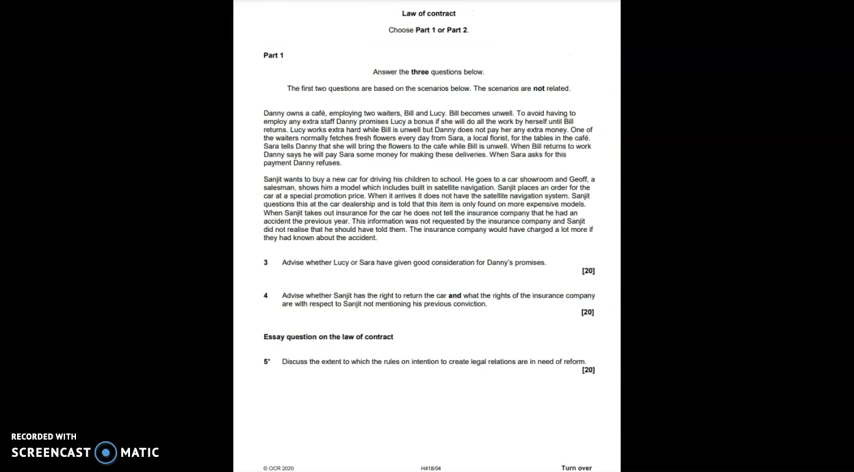 Law of contract
Choose Part 1 or Part 2.
Part 1
Answer the three questions below.
The first two questions are based on the scenarios below. The scenarios are not related.
Danny owns a café, employing two waiters, Bill and Lucy. Bill becomes unwell. To avoid having to
employ any extra staff Danny promises Lucy a bonus if she will do all the work by herself until Bill
returns. Lucy works extra hard while Bill is unwell but Danny does not pay her any extra money. One of
the waiters normally fetches fresh flowers every day from Sara, a local florist, for the tables in the café.
Sara tells Danny that she will bring the flowers to the cafe while Bill is unwell. When Bill returns to work
Danny says he will pay Sara some money for making these deliveries. When Sara asks for this
payment Danny refuses.
Sanjit wants to buy a new car for driving his children to school. He goes to a car showroom and Geoff, a
salesman, shows him a model which includes built in satellite navigation. Sanjit places an order for the
car at a special promotion price. When it arrives it does not have the satellite navigation system. Sanjit
questions this at the car dealership and is told that this item is only found on more expensive models.
When Sanjit takes out insurance for the car he does not tell the insurance company that he had an
accident the previous year. This information was not requested by the insurance company and Sanjit
did not realise that he should have told them. The insurance company would have charged a lot more if
they had known about the accident.
3 Advise whether Lucy or Sara have given good consideration for Danny's promises.
[20]
4 Advise whether Sanjit has the right to return the car and what the rights of the insurance company
are with respect to Sanjit not mentioning his previous conviction.
[20]
Essay question on the law of contract
5* Discuss the extent to which the rules on intention to create legal relations are in need of reform.
[20]
© OCR 2020 H418/04 Turn over
RECORDED WITH
SCREENCAST MATIC